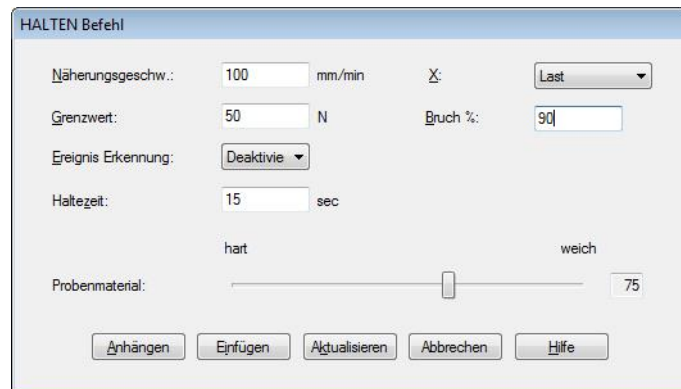 HALTEN Befehl
Näherungsgeschw.: 100 mm/min X: Last
Grenzwert: 50 N Bruch %: 90
Ereignis Erkennung: Deaktivie
Haltezeit: 15 sec
hart weich
Probenmaterial: 75
Anhängen Einfügen Aktualisieren Abbrechen Hilfe